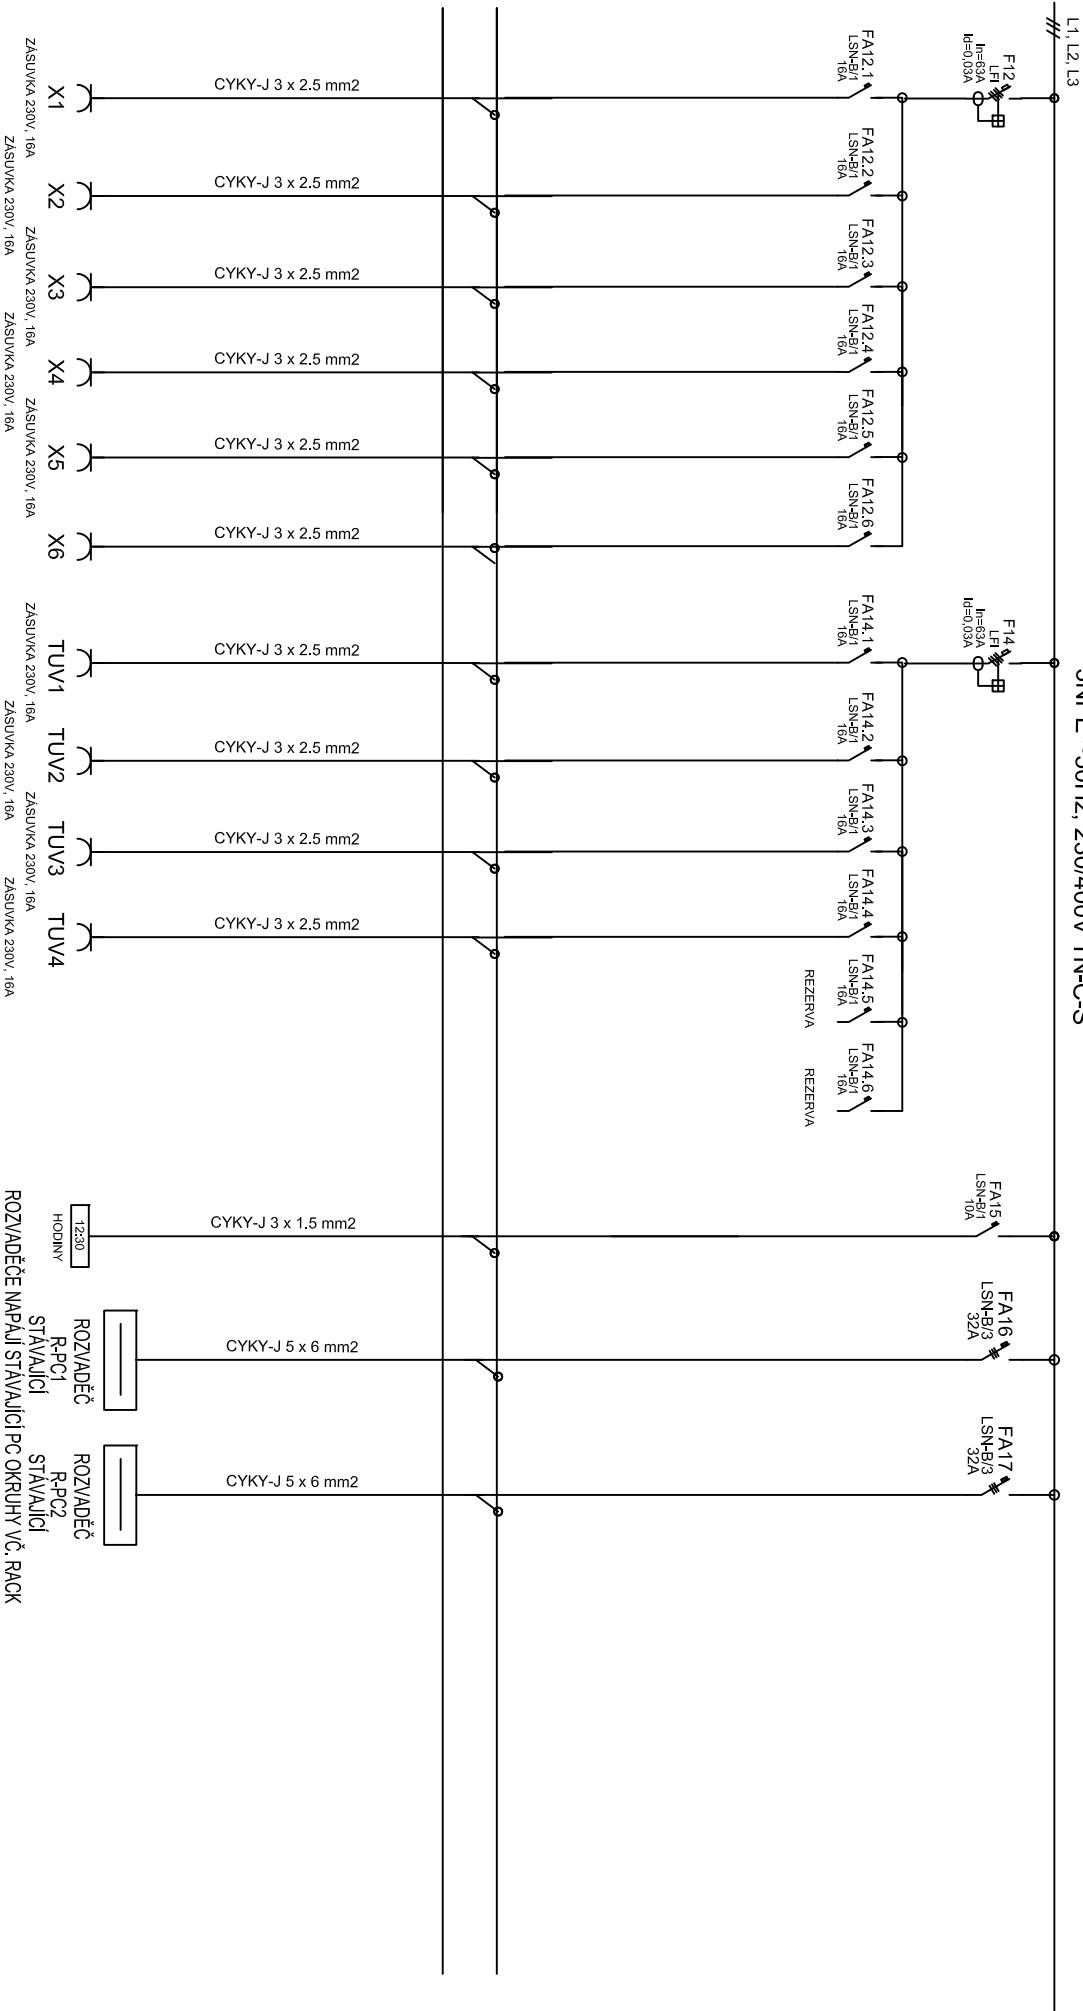 L1, L2, L3
F12
LFI
In=63A
Id=0,03A
FA12.1
LSN-B/1
16A
CYKY-J 3 x 2.5 mm2
X1
ZÁSUVKA 230V, 16A
FA12.2
LSN-B/1
16A
CYKY-J 3 x 2.5 mm2
X2
ZÁSUVKA 230V, 16A
FA12.3
LSN-B/1
16A
CYKY-J 3 x 2.5 mm2
X3
ZÁSUVKA 230V, 16A
FA12.4
LSN-B/1
16A
CYKY-J 3 x 2.5 mm2
X4
ZÁSUVKA 230V, 16A
FA12.5
LSN-B/1
16A
CYKY-J 3 x 2.5 mm2
X5
ZÁSUVKA 230V, 16A
FA12.6
LSN-B/1
16A
CYKY-J 3 x 2.5 mm2
X6
ZÁSUVKA 230V, 16A
F14
LFI
In=63A
Id=0,03A
FA14.1
LSN-B/1
16A
CYKY-J 3 x 2.5 mm2
TUV1
ZÁSUVKA 230V, 16A
FA14.2
LSN-B/1
16A
CYKY-J 3 x 2.5 mm2
TUV2
ZÁSUVKA 230V, 16A
FA14.3
LSN-B/1
16A
CYKY-J 3 x 2.5 mm2
TUV3
ZÁSUVKA 230V, 16A
FA14.4
LSN-B/1
16A
CYKY-J 3 x 2.5 mm2
TUV4
FA14.5
LSN-B/1
16A
REZERVA
FA14.6
LSN-B/1
16A
REZERVA
FA15
LSN-B/1
10A
CYKY-J 3 x 1.5 mm2
12:30
HODINY
FA16
LSN-B/3
32A
CYKY-J 5 x 6 mm2
ROZVADĚČ
R-PC1
STÁVAJÍCÍ
FA17
LSN-B/3
32A
CYKY-J 5 x 6 mm2
ROZVADĚČ
R-PC2
STÁVAJÍCÍ
ROZVADĚČE NAPÁJÍ STÁVAJÍCÍ PC OKRUHY VČ. RACK